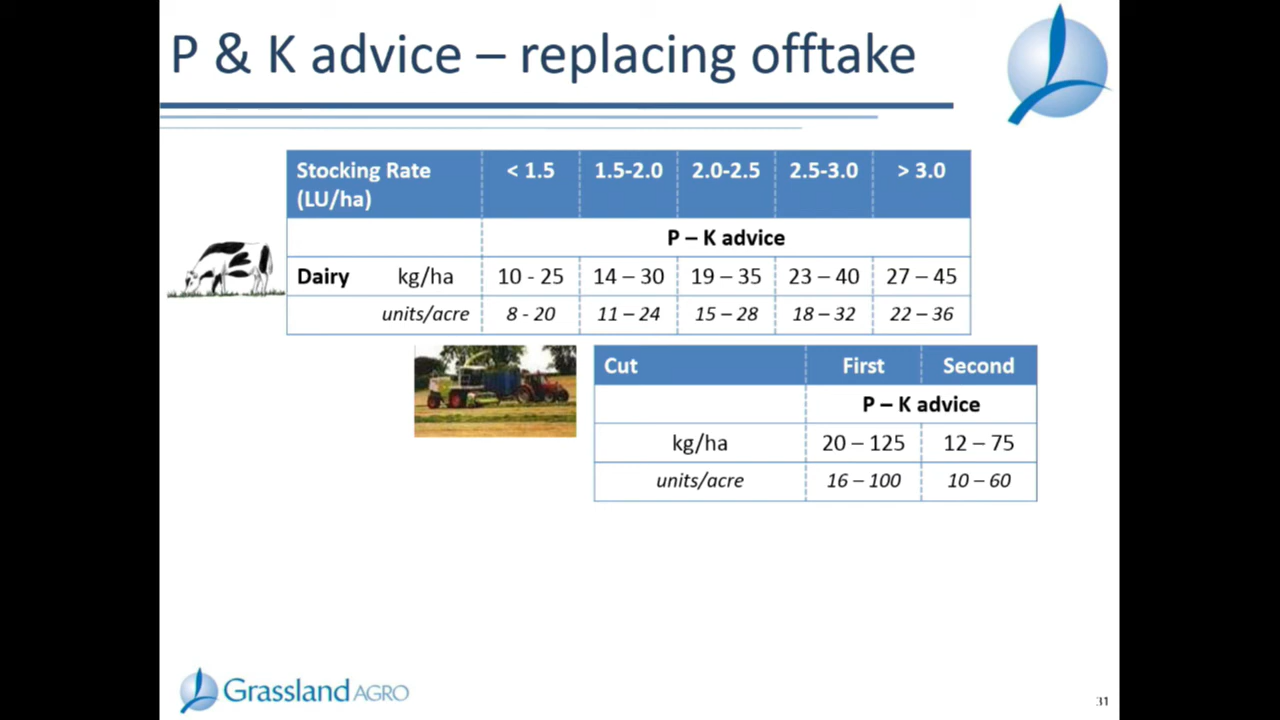 P & K advice – replacing offtake
Stocking Rate (LU/ha) < 1.5 1.5-2.0 2.0-2.5 2.5-3.0 > 3.0
P – K advice
Dairy kg/ha 10 - 25 14 – 30 19 – 35 23 – 40 27 – 45
units/acre 8 - 20 11 – 24 15 – 28 18 – 32 22 – 36
Cut First Second
P – K advice
kg/ha 20 – 125 12 – 75
units/acre 16 – 100 10 – 60
Grassland AGRO
31